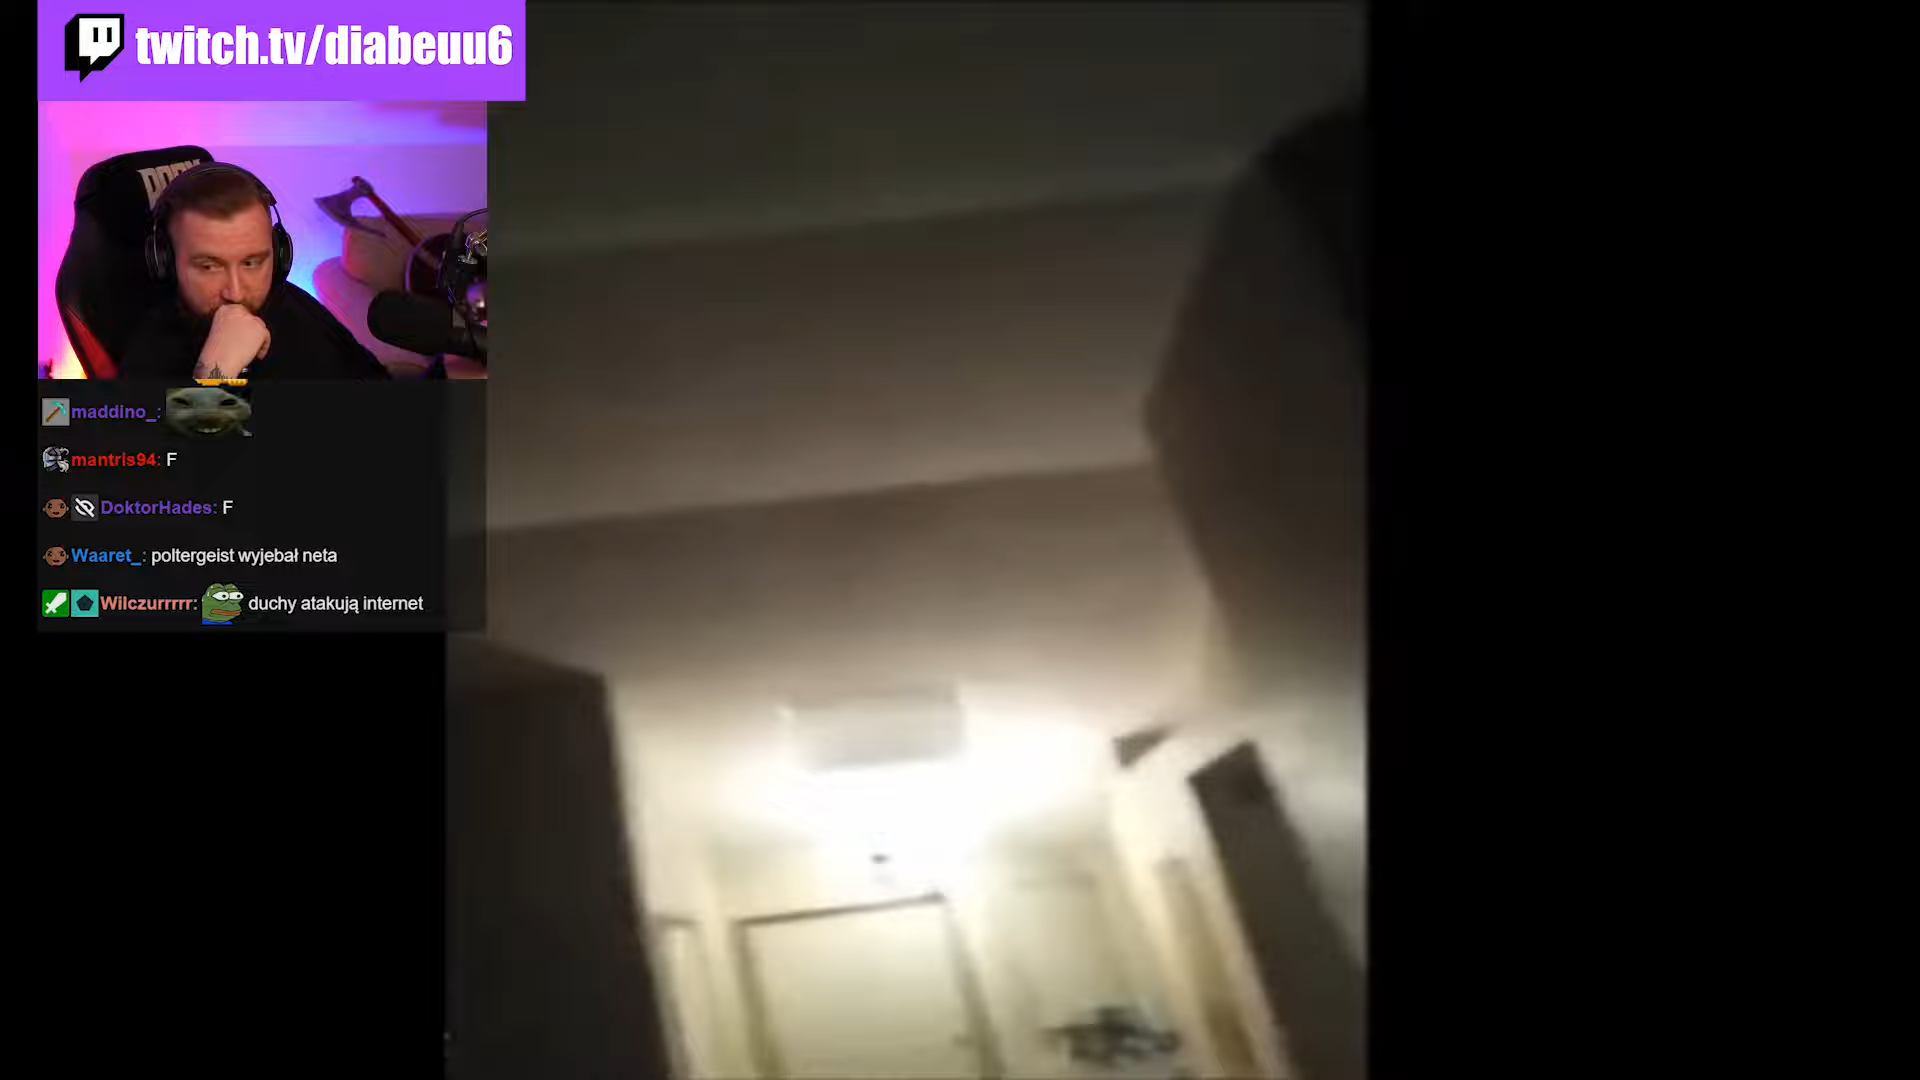 twitch.tv/diabeuu6
maddino_:
mantris94: F
DoktorHades: F
Waaret_: poltergeist wyjebał neta
Wilczurrrrr: duchy atakują internet